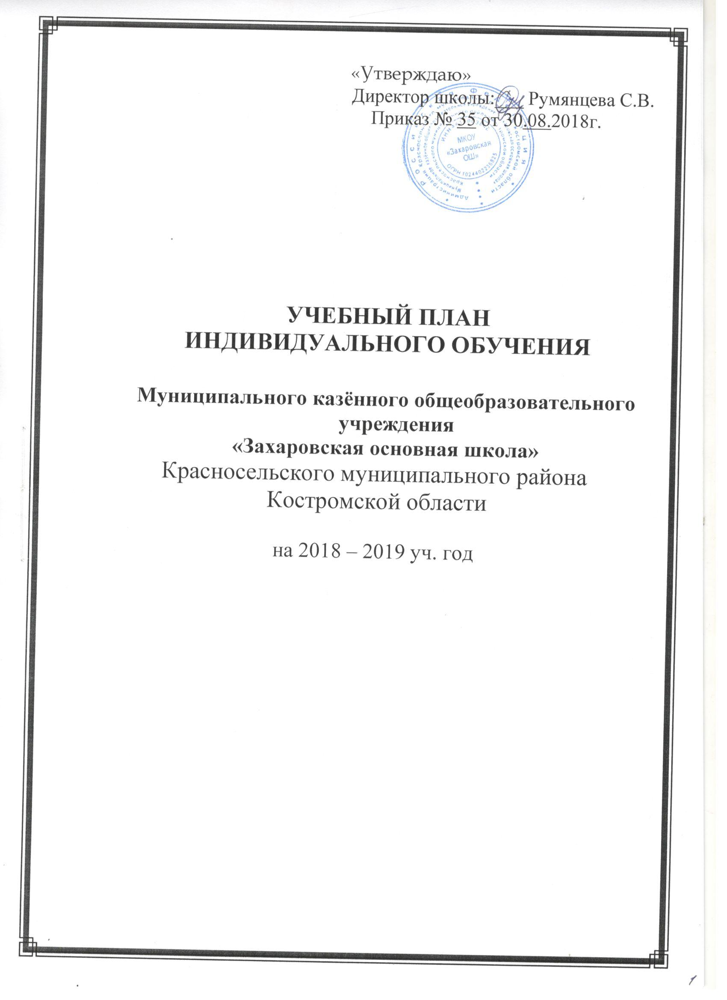 «Утверждаю»
Директор школы:____ Румянцева С.В.
Приказ № 35 от 30.08.2018г.
МКОУ
«Захаровская
ОШ»
ОГРН 1024402236825
УЧЕБНЫЙ ПЛАН
ИНДИВИДУАЛЬНОГО ОБУЧЕНИЯ
Муниципального казённого общеобразовательного
учреждения
«Захаровская основная школа»
Красносельского муниципального района
Костромской области
на 2018 – 2019 уч. год
1